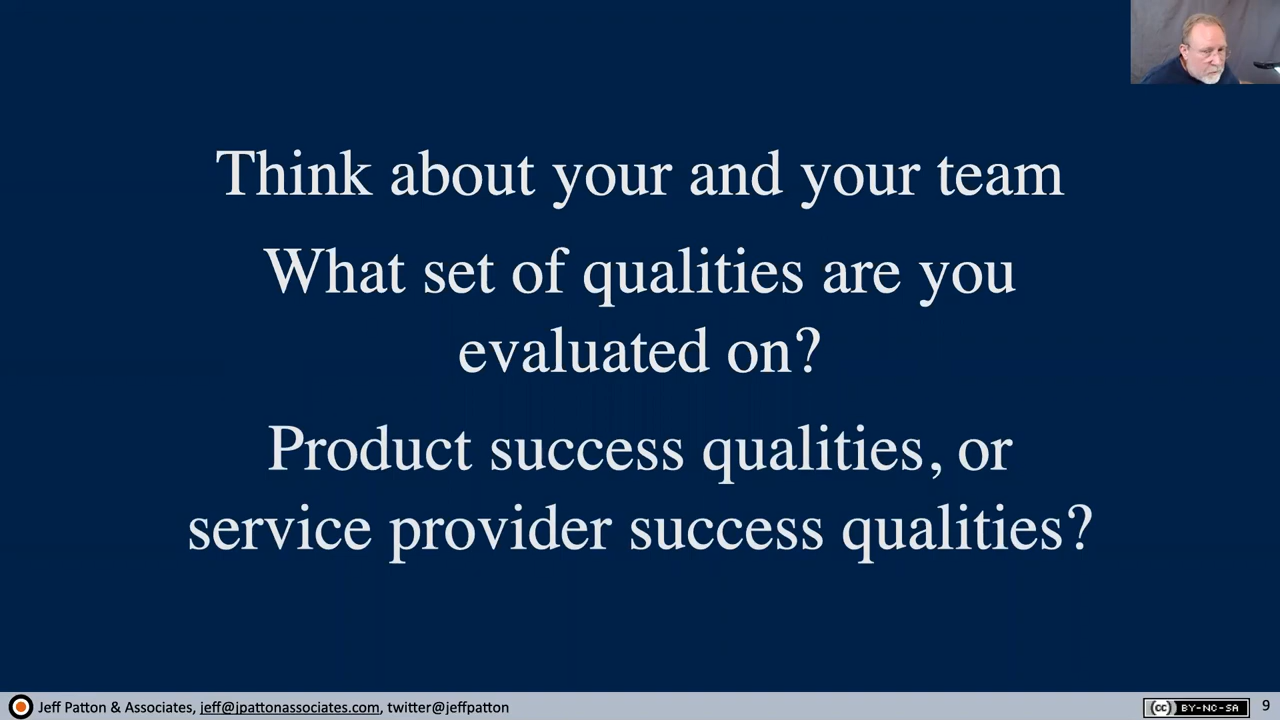 Think about your and your team
What set of qualities are you
evaluated on?
Product success qualities, or
service provider success qualities?
Jeff Patton & Associates, jeff@jpattonassociates.com, twitter@jeffpatton
cc BY-NC-SA 9